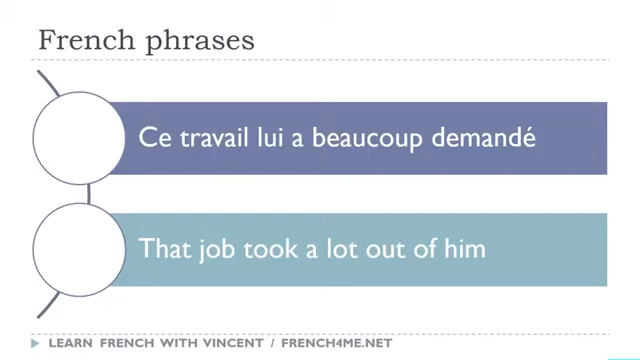 French phrases
Ce travail lui a beaucoup demandé
That job took a lot out of him
LEARN FRENCH WITH VINCENT / FRENCH4ME.NET